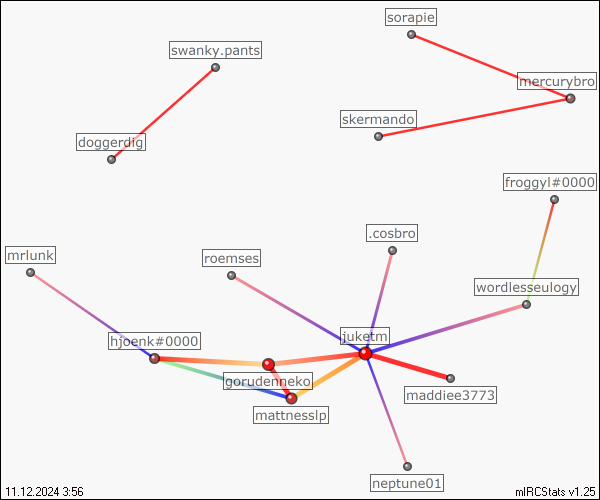 sorapie
swanky.pants
mercurybro
skermando
doggerdig
froggyl#0000
.cosbro
mrlunk
roemses
wordlesseulogy
hjoenk#0000
juketm
gourdenneko
maddiee3773
mattnesslp
neptune01
11.12.2024 3:56
mIRCStats v1.25